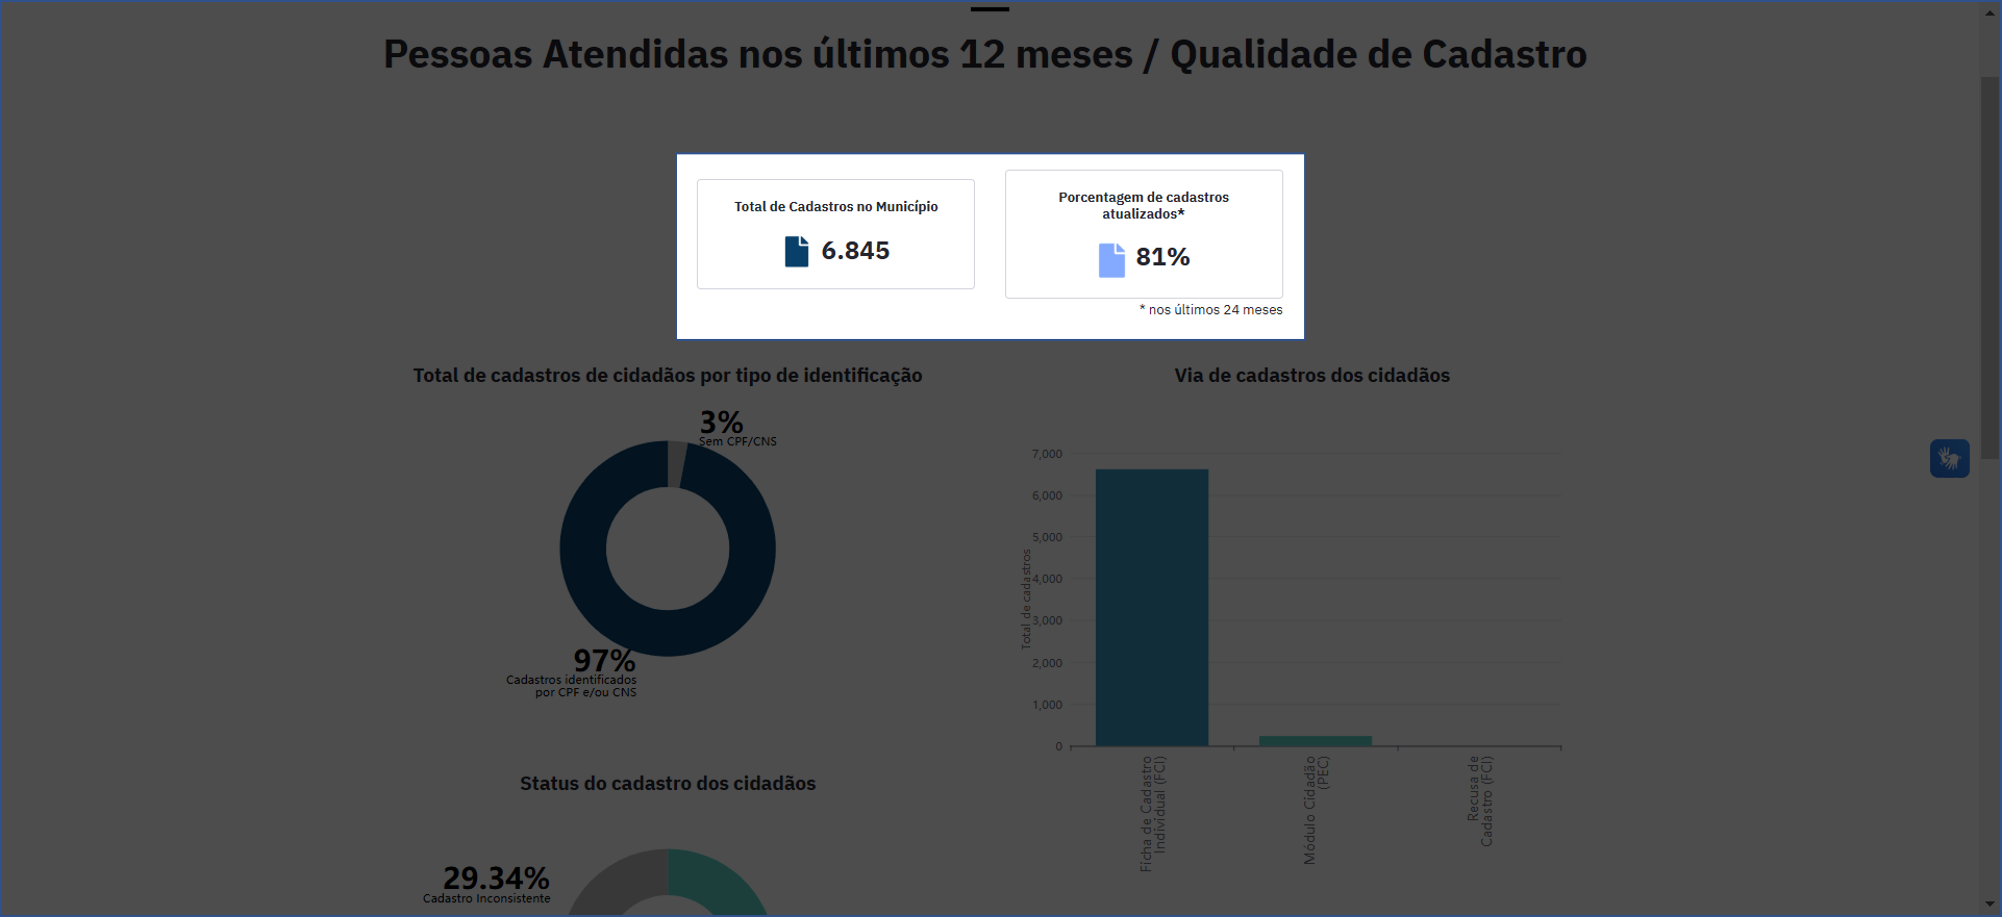 Pessoas Atendidas nos últimos 12 meses / Qualidade de Cadastro
Total de Cadastros no Município
6.845
Porcentagem de cadastros
atualizados*
81%
* nos últimos 24 meses
Total de cadastros de cidadãos por tipo de identificação
3%
Sem CPF/CNS
97%
Cadastros identificados
por CPF e/ou CNS
Via de cadastros dos cidadãos
Total de cadastros
7,000
6,000
5,000
4,000
3,000
2,000
1,000
0
Ficha de Cadastro
Individual (FCI)
Módulo Cidadão
(PEC)
Recusa de
Cadastro (FCI)
Status do cadastro dos cidadãos
29.34%
Cadastro Inconsistente